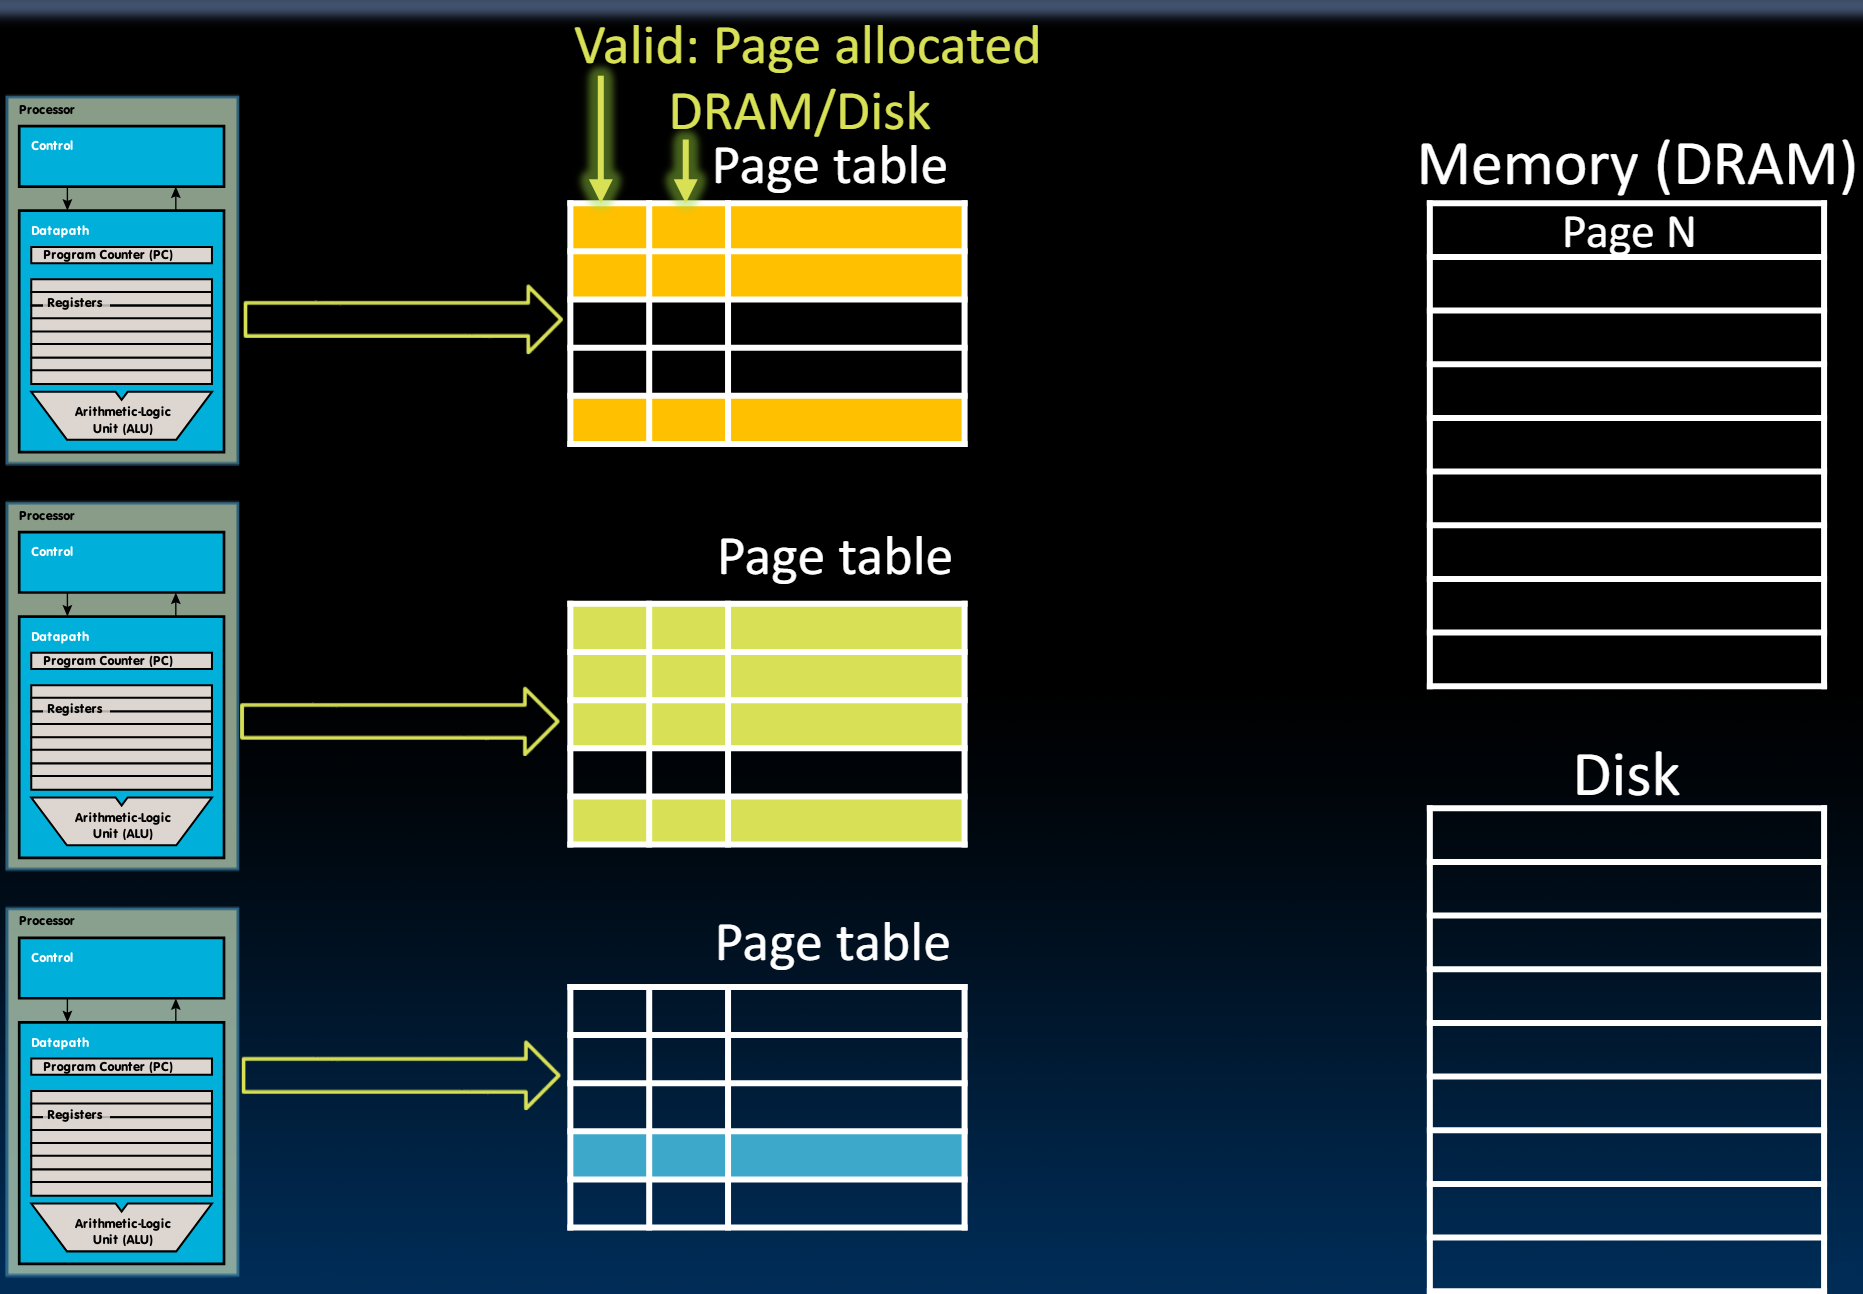 Valid: Page allocated
DRAM/Disk
Page table
Memory (DRAM)
Page N
Processor
Control
Datapath
Program Counter (PC)
Registers
Arithmetic-Logic
Unit (ALU)
Page table
Processor
Control
Datapath
Program Counter (PC)
Registers
Arithmetic-Logic
Unit (ALU)
Disk
Page table
Processor
Control
Datapath
Program Counter (PC)
Registers
Arithmetic-Logic
Unit (ALU)